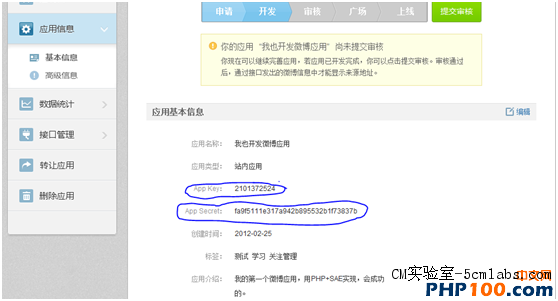 申请 开发 审核 广场 上线 提交审核
应用信息
基本信息
高级信息
数据统计
接口管理
转让应用
删除应用
你的应用“我也开发微博应用”尚未提交审核
你现在可以继续完善应用，若应用已开发完成，你可以点击提交审核。审核通过
后，通过接口发出的微博信息中才能显示来源地址。
应用基本信息 编辑
应用名称： 我也开发微博应用
应用类型： 站内应用
App Key： 2101372524
App Secret： fa9f5111e317a942b895532b1f73837b
创建时间： 2012-02-25
标签： 测试 学习 关注管理
应用介绍： 我的第一个微博应用，用PHP+SAE实现，会成功
的。
CM实验室-5cmlabs.com
PHP100.com